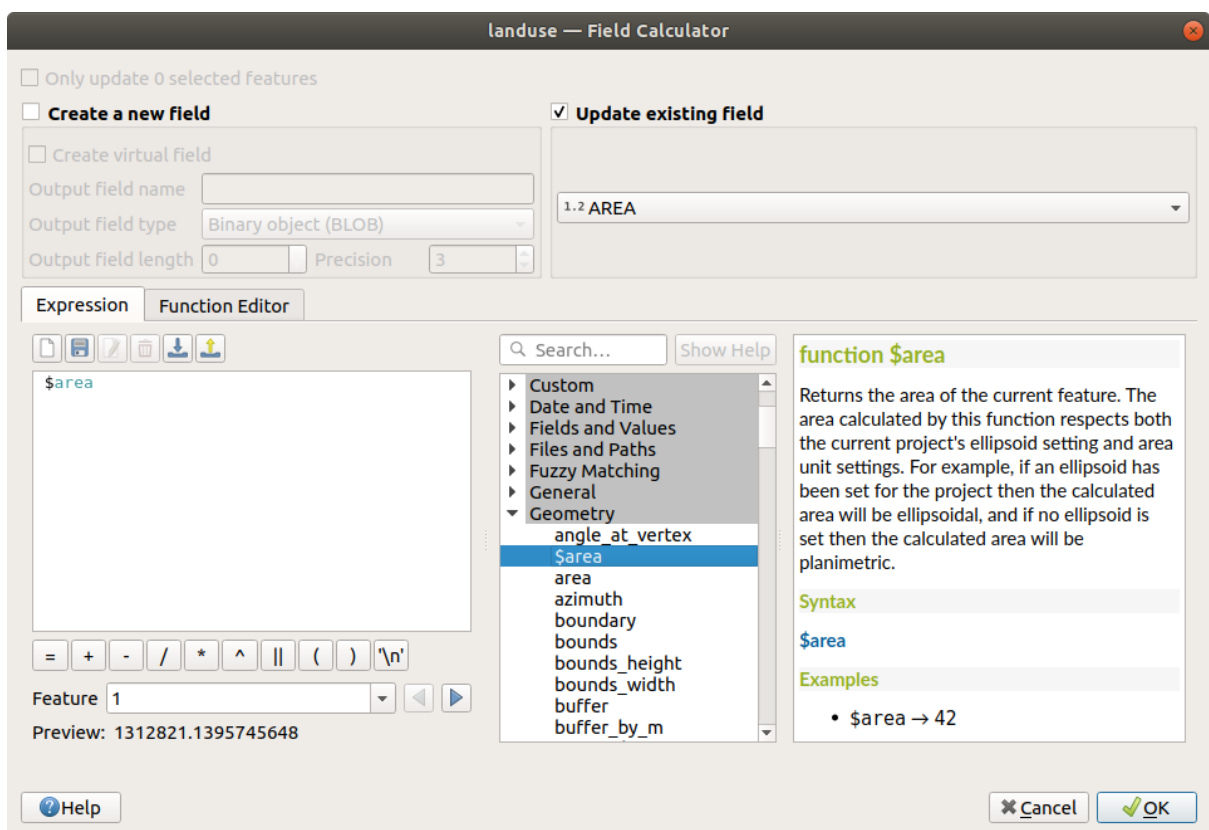 landuse — Field Calculator
Only update 0 selected features
Create a new field
Update existing field
Create virtual field
Output field name
Output field type Binary object (BLOB)
Output field length 0 Precision 3
1.2 AREA
Expression Function Editor
$area
= + - / * ^ || ( ) '\n'
Feature 1
Preview: 1312821.1395745648
Search... Show Help
Custom
Date and Time
Fields and Values
Files and Paths
Fuzzy Matching
General
Geometry
angle_at_vertex
$area
area
azimuth
boundary
bounds
bounds_height
bounds_width
buffer
buffer_by_m
function $area
Returns the area of the current feature. The
area calculated by this function respects both
the current project's ellipsoid setting and area
unit settings. For example, if an ellipsoid has
been set for the project then the calculated
area will be ellipsoidal, and if no ellipsoid is
set then the calculated area will be
planimetric.
Syntax
$area
Examples
• $area → 42
Help
Cancel
OK